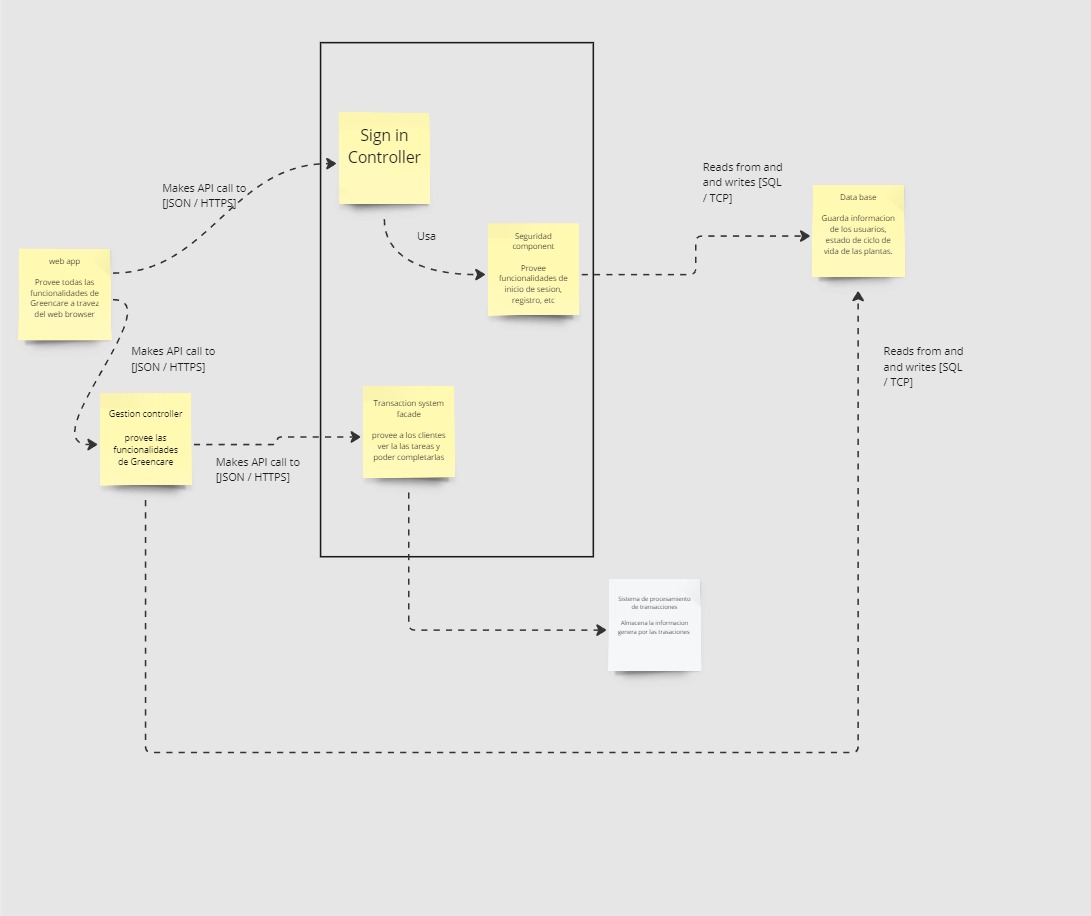 Sign in
Controller
Makes API call to
[JSON / HTTPS]
Usa
Seguridad
component
Provee
funcionalidades de
inicio de sesion,
registro, etc
Reads from and
and writes [SQL
/ TCP]
Data base
Guarda informacion
de los usuarios,
estado de ciclo de
vida de las plantas.
web app
Provee todas las
funcionalidades de
Greencare a travez
del web browser
Makes API call to
[JSON / HTTPS]
Reads from and
and writes [SQL
/ TCP]
Gestion controller
provee las
funcionalidades
de Greencare
Makes API call to
[JSON / HTTPS]
Transaction system
facade
provee a los clientes
ver la las tareas y
poder completarlas
Sistema de procesamiento
de transacciones
Almacena la informacion
genera por las trasaciones